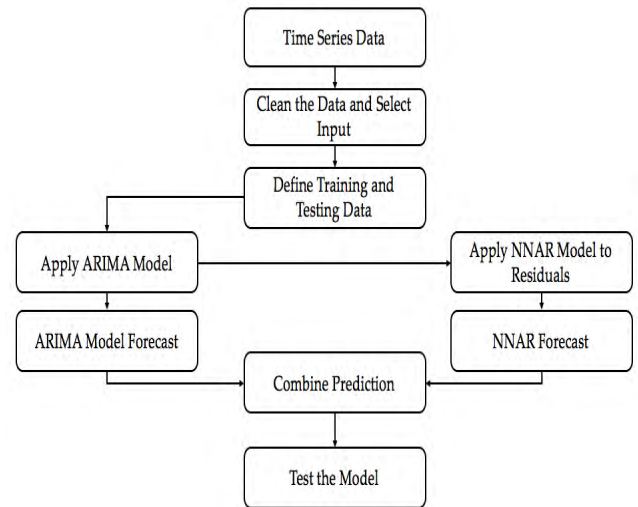 Time Series Data
Clean the Data and Select
Input
Define Training and
Testing Data
Apply ARIMA Model
Apply NNAR Model to
Residuals
ARIMA Model Forecast
NNAR Forecast
Combine Prediction
Test the Model